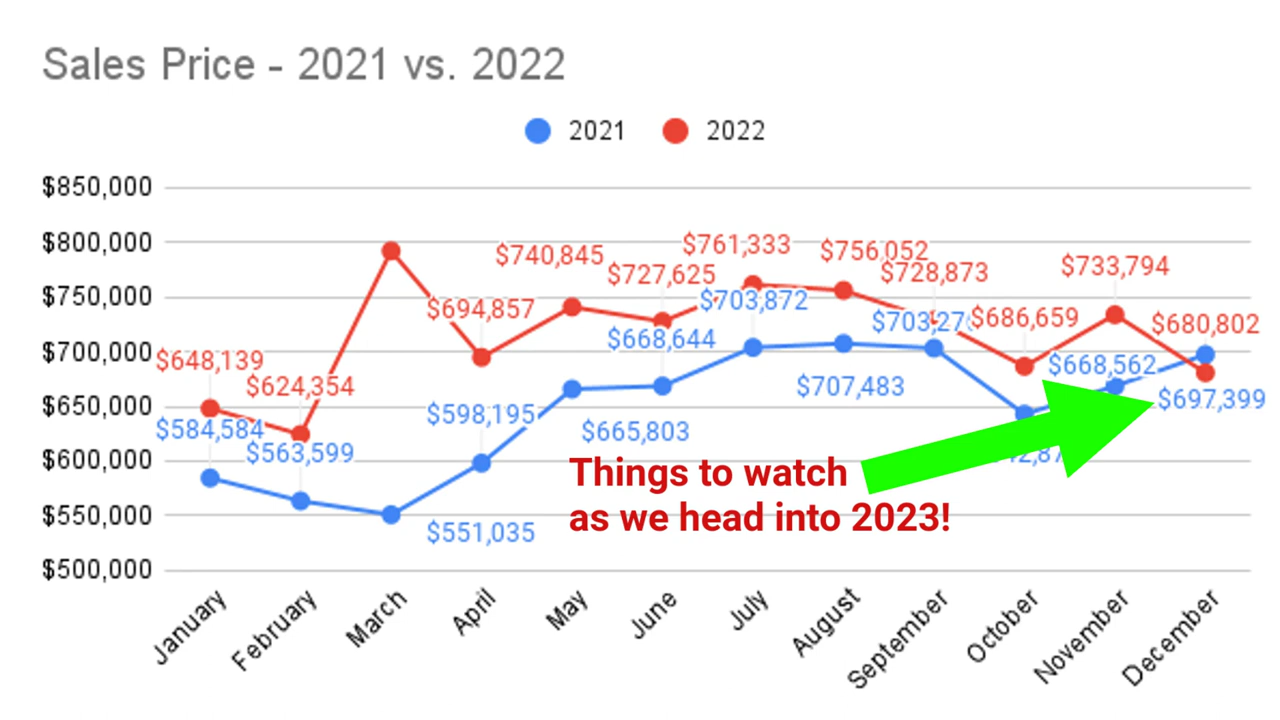 Sales Price - 2021 vs. 2022
2021 2022
$850,000
$800,000
$750,000
$700,000
$650,000
$600,000
$550,000
$500,000
$648,139
$624,354
$694,857
$740,845
$727,625
$761,333
$756,052
$728,873
$686,659
$733,794
$680,802
$584,584
$563,599
$551,035
$598,195
$665,803
$668,644
$703,872
$707,483
$668,562
$697,399
Things to watch
as we head into 2023!
January
February
March
April
May
June
July
August
September
October
November
December